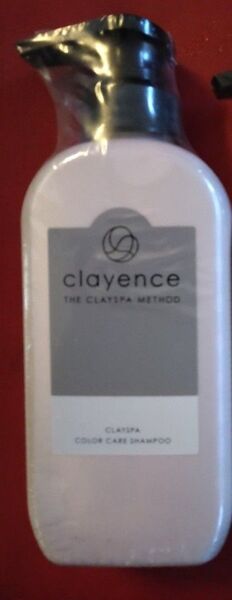 clayence
THE CLAYSPA METHOD
CLAYSPA
COLOR CARE SHAMPOO